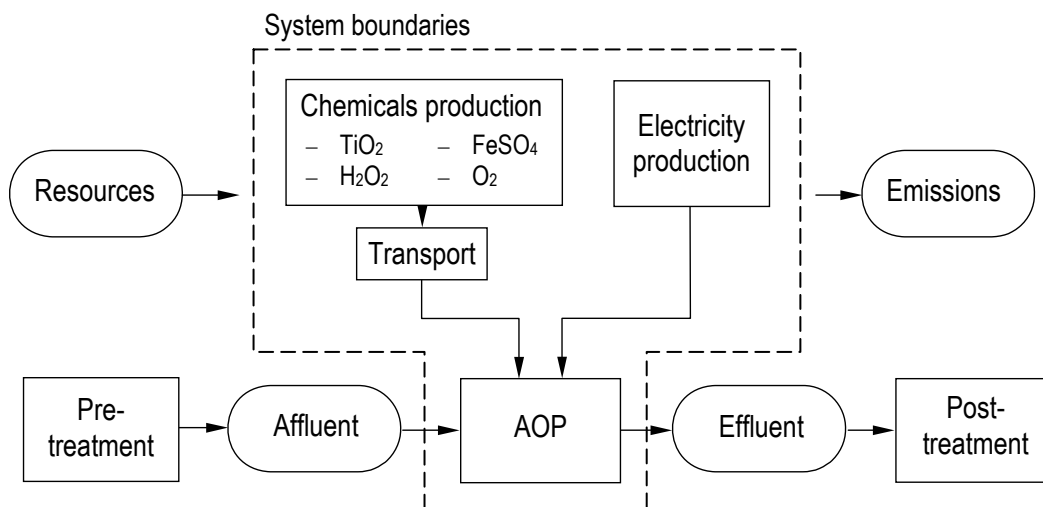 System boundaries
Chemicals production
– TiO₂ – FeSO₄
– H₂O₂ – O₂
Electricity
production
Resources
Emissions
Transport
Pre-
treatment
Affluent
AOP
Effluent
Post-
treatment